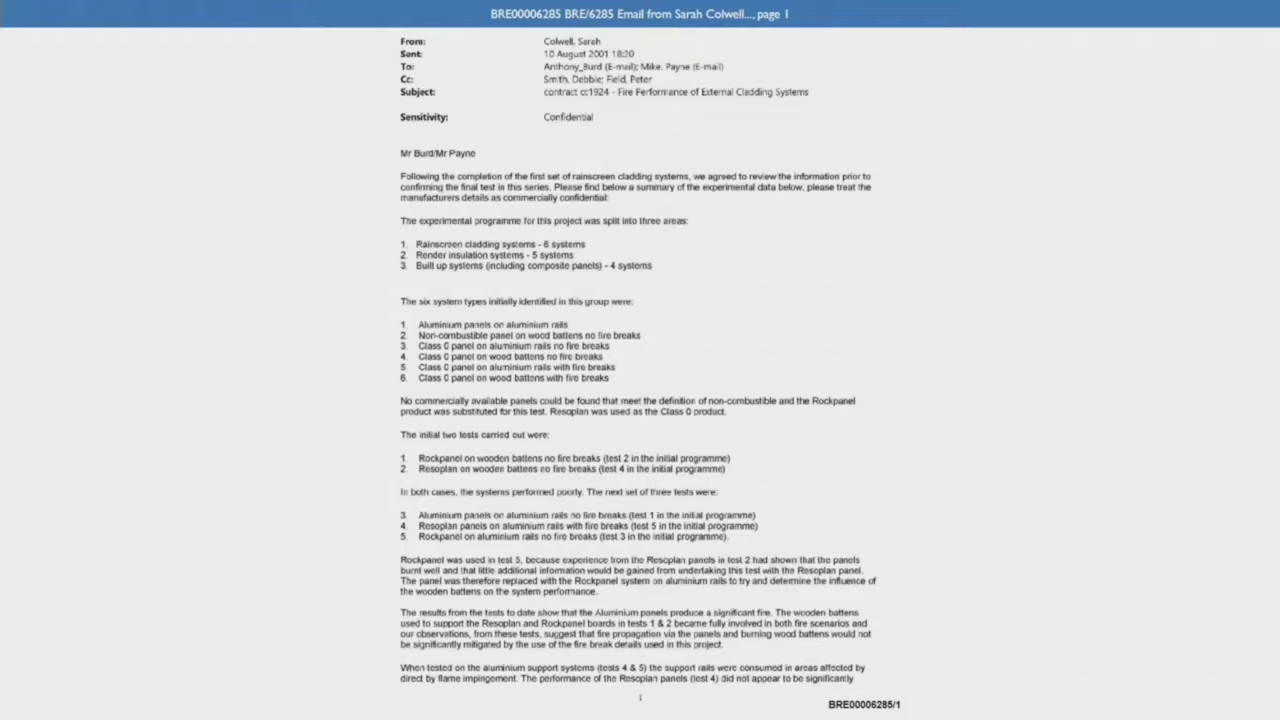 BRE00006285 BRE/6285 Email from Sarah Colwell..., page 1
From: Colwell, Sarah
Sent: 10 August 2001 18:20
To: Anthony_Burd (E-mail); Mike. Payne (E-mail)
Cc: Smith, Debbie; Field, Peter
Subject: contract cc1924 - Fire Performance of External Cladding Systems
Sensitivity: Confidential
Mr Burd/Mr Payne
Following the completion of the first set of rainscreen cladding systems, we agreed to review the information prior to
confirming the final test in this series. Please find below a summary of the experimental data below, please treat the
manufacturers details as commercially confidential:
The experimental programme for this project was split into three areas:
1. Rainscreen cladding systems - 6 systems
2. Render insulation systems - 5 systems
3. Built up systems (including composite panels) - 4 systems
The six system types initially identified in this group were:
1. Aluminium panels on aluminium rails
2. Non-combustible panel on wood battens no fire breaks
3. Class 0 panel on aluminium rails no fire breaks
4. Class 0 panel on wood battens no fire breaks
5. Class 0 panel on aluminium rails with fire breaks
6. Class 0 panel on wood battens with fire breaks
No commercially available panels could be found that meet the definition of non-combustible and the Rockpanel
product was substituted for this test. Resoplan was used as the Class 0 product.
The initial two tests carried out were:
1. Rockpanel on wooden battens no fire breaks (test 2 in the initial programme)
2. Resoplan on wooden battens no fire breaks (test 4 in the initial programme)
In both cases, the systems performed poorly. The next set of three tests were:
3. Aluminium panels on aluminium rails no fire breaks (test 1 in the initial programme)
4. Resoplan panels on aluminium rails with fire breaks (test 5 in the initial programme)
5. Rockpanel on aluminium rails no fire breaks (test 3 in the initial programme).
Rockpanel was used in test 5, because experience from the Resoplan panels in test 2 had shown that the panels
burnt well and that little additional information would be gained from undertaking this test with the Resoplan panel.
The panel was therefore replaced with the Rockpanel system on aluminium rails to try and determine the influence of
the wooden battens on the system performance.
The results from the tests to date show that the Aluminium panels produce a significant fire. The wooden battens
used to support the Resoplan and Rockpanel boards in tests 1 & 2 became fully involved in both fire scenarios and
our observations, from these tests, suggest that fire propagation via the panels and burning wood battens would not
be significantly mitigated by the use of the fire break details used in this project.
When tested on the aluminium support systems (tests 4 & 5) the support rails were consumed in areas affected by
direct by flame impingement. The performance of the Resoplan panels (test 4) did not appear to be significantly
1
BRE00006285/1